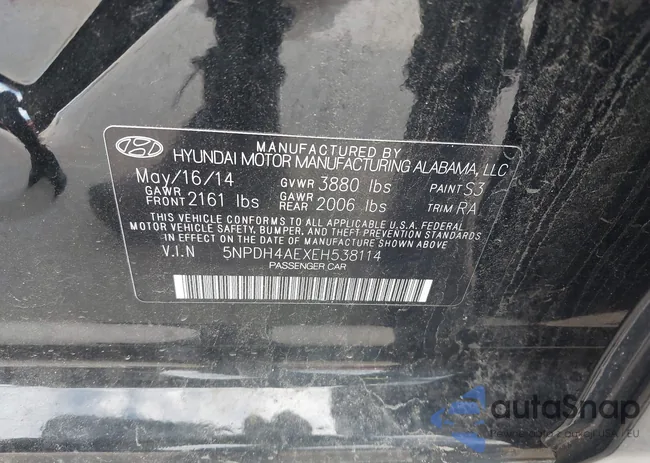 MANUFACTURED BY
HYUNDAI MOTOR MANUFACTURING ALABAMA, LLC
May/16/14 GVWR 3880 lbs PAINT S3
GAWR FRONT 2161 lbs GAWR REAR 2006 lbs TRIM RA
THIS VEHICLE CONFORMS TO ALL APPLICABLE U.S.A. FEDERAL
MOTOR VEHICLE SAFETY, BUMPER, AND THEFT PREVENTION STANDARDS
IN EFFECT ON THE DATE OF MANUFACTURE SHOWN ABOVE
V.I.N 5NPDH4AEXEH538114
PASSENGER CAR
autoSnap